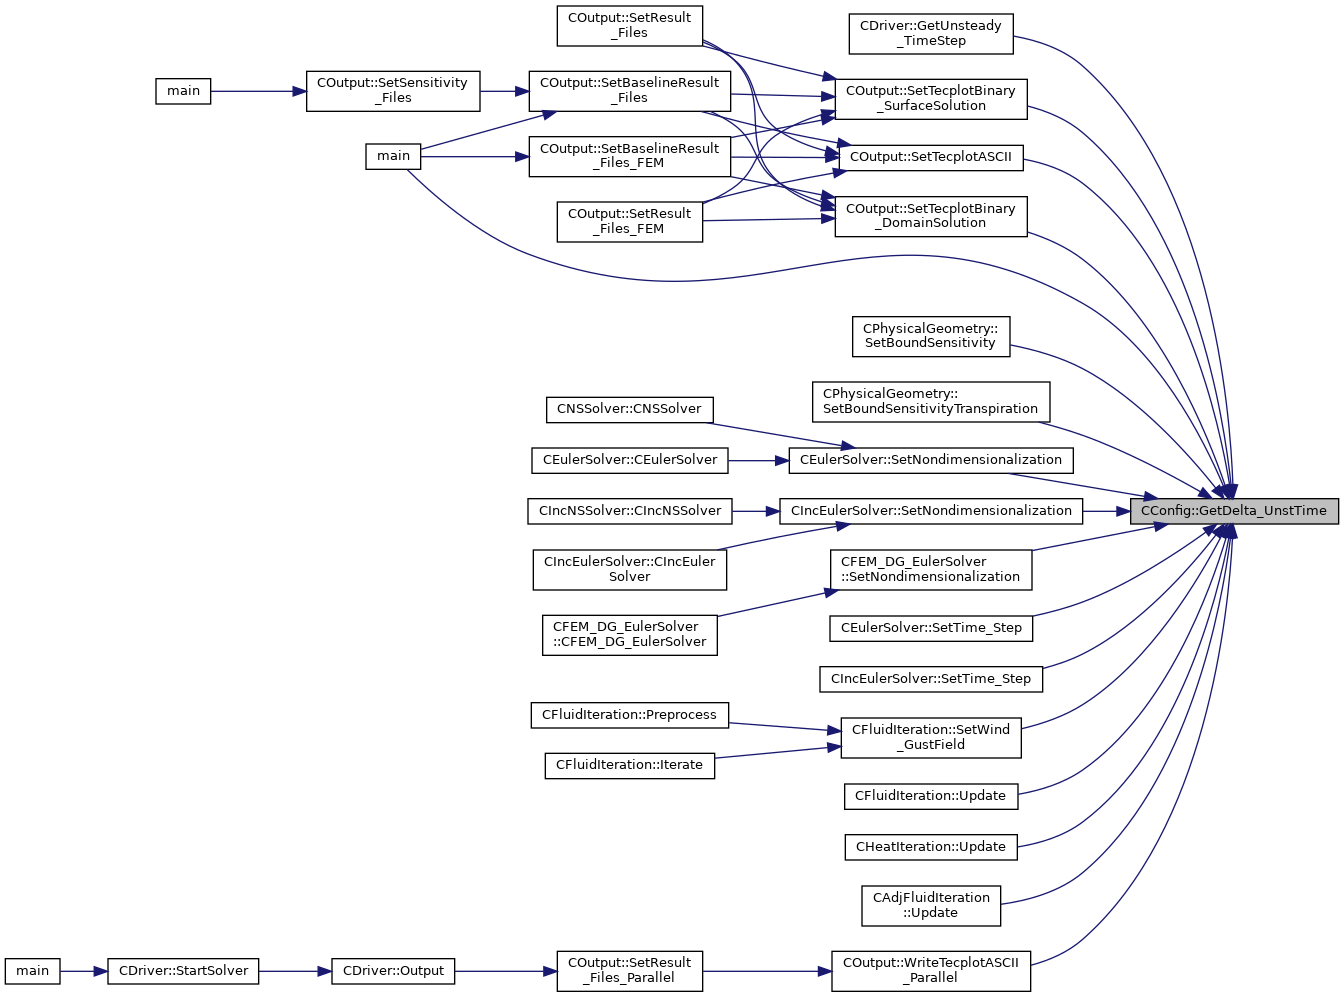 COutput::SetResult
_Files
CDriver::GetUnsteady
_TimeStep
main
COutput::SetSensitivity
_Files
COutput::SetBaselineResult
_Files
COutput::SetTecplotBinary
_SurfaceSolution
main
COutput::SetBaselineResult
_Files_FEM
COutput::SetTecplotASCII
COutput::SetResult
_Files_FEM
COutput::SetTecplotBinary
_DomainSolution
CPhysicalGeometry::
SetBoundSensitivity
CPhysicalGeometry::
SetBoundSensitivityTranspiration
CNSSolver::CNSSolver
CEulerSolver::CEulerSolver
CEulerSolver::SetNondimensionalization
CIncNSSolver::CIncNSSolver
CIncEulerSolver::SetNondimensionalization
CConfig::GetDelta_UnstTime
CIncEulerSolver::CIncEuler
Solver
CFEM_DG_EulerSolver
::SetNondimensionalization
CFEM_DG_EulerSolver
::CFEM_DG_EulerSolver
CEulerSolver::SetTime_Step
CIncEulerSolver::SetTime_Step
CFluidIteration::Preprocess
CFluidIteration::SetWind
_GustField
CFluidIteration::Iterate
CFluidIteration::Update
CHeatIteration::Update
CAdjFluidIteration
::Update
main
CDriver::StartSolver
CDriver::Output
COutput::SetResult
_Files_Parallel
COutput::WriteTecplotASCII
_Parallel